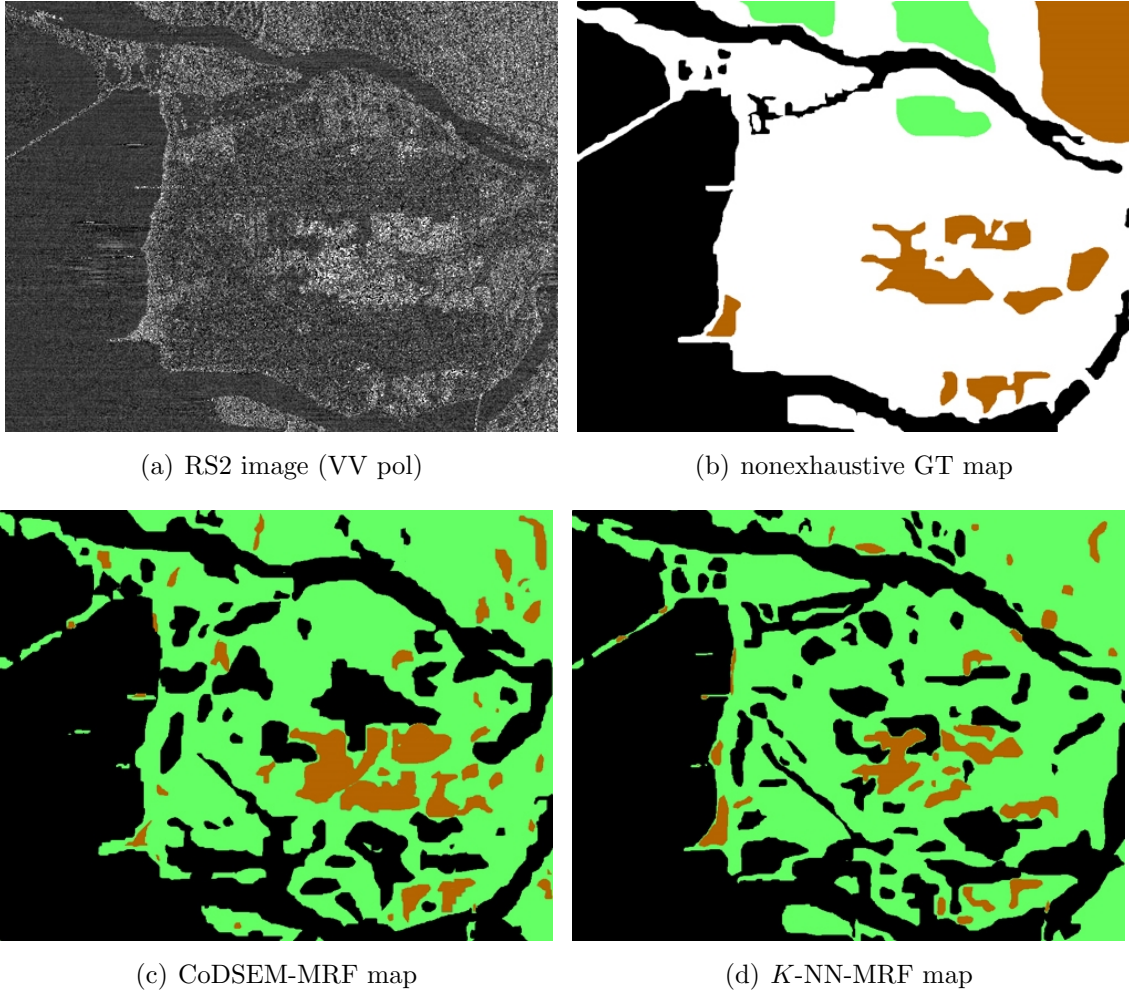 (a) RS2 image (VV pol)
(b) nonexhaustive GT map
(c) CoDSEM-MRF map
(d) K-NN-MRF map